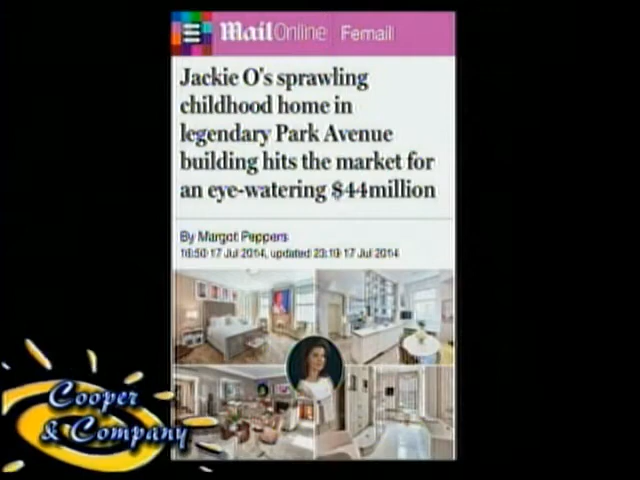 MailOnline Femail
Jackie O's sprawling
childhood home in
legendary Park Avenue
building hits the market for
an eye-watering $44million
By Margot Peppers
16:50 17 Jul 2014, updated 23:19 17 Jul 2014
Cooper
& Company